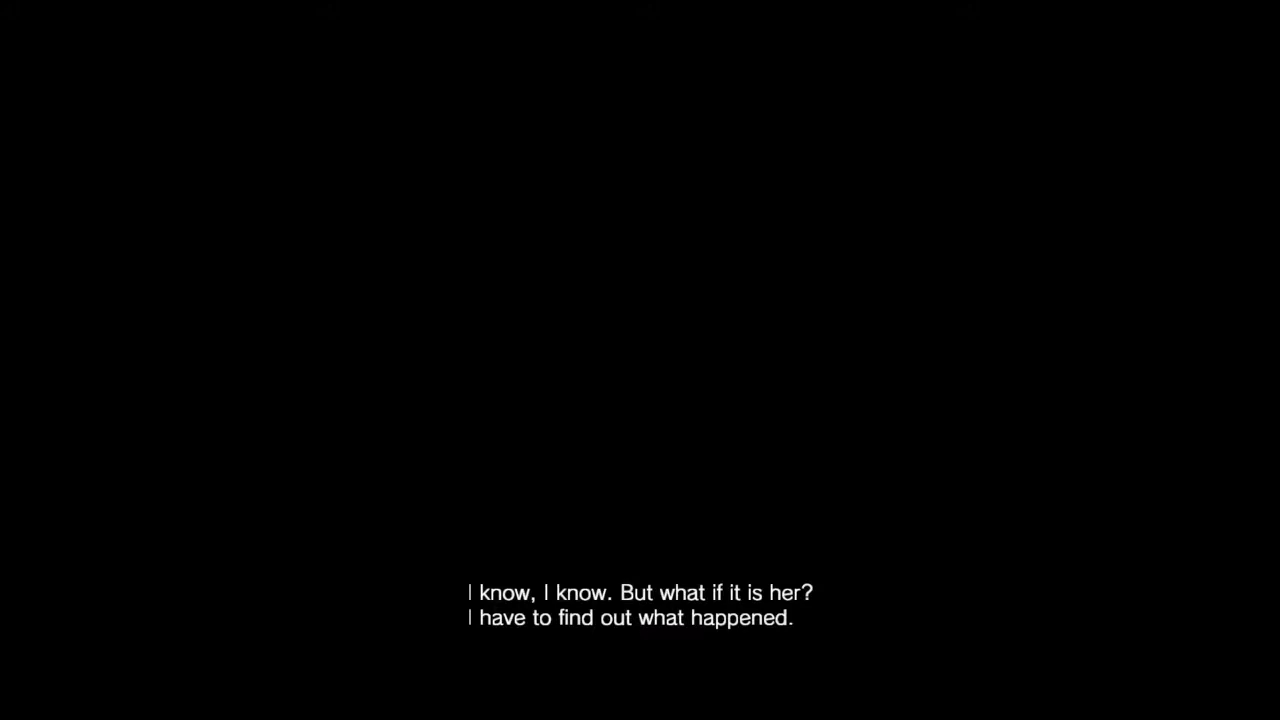 I know, I know. But what if it is her?
I have to find out what happened.